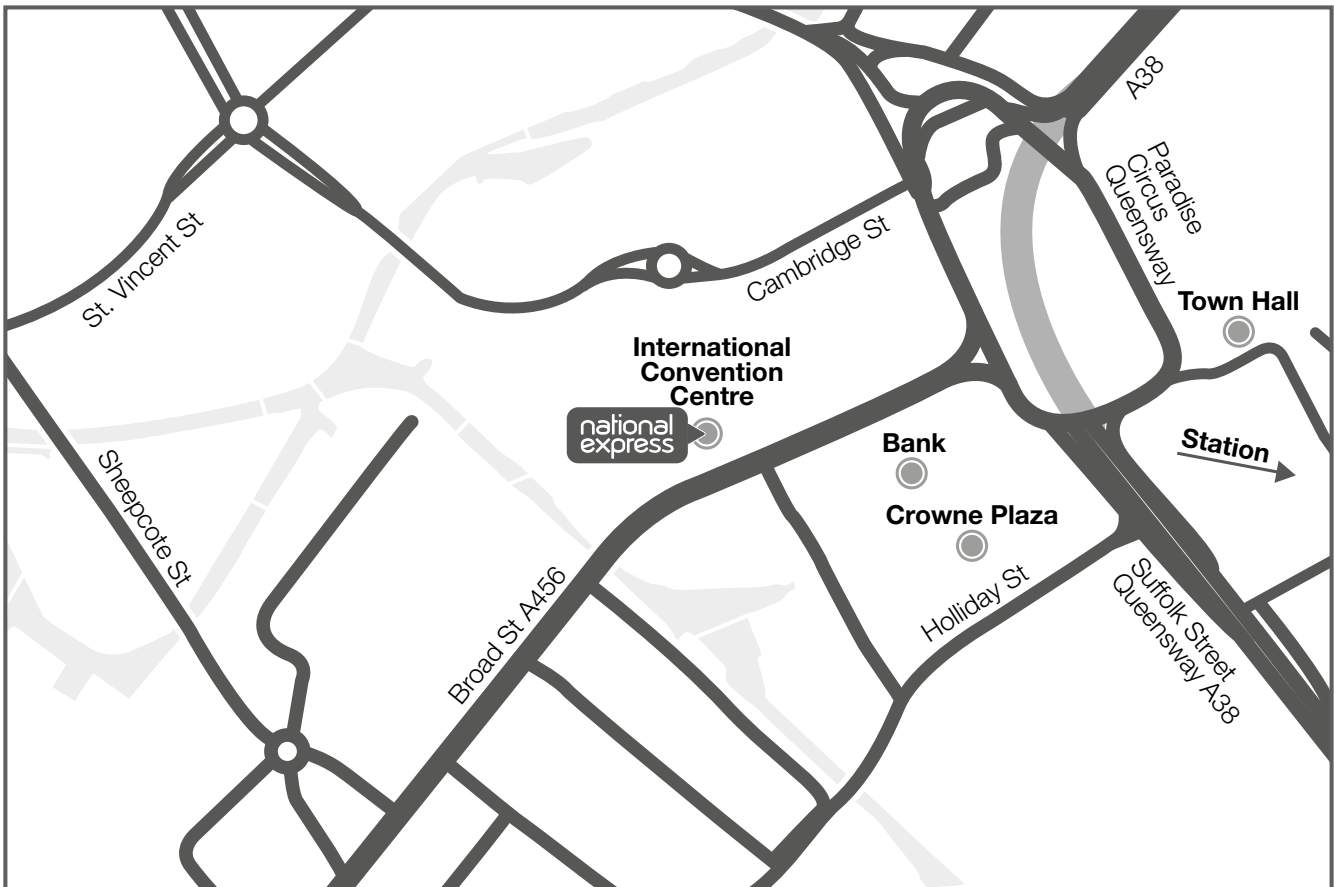 A38
Paradise
Circus
Queensway
St. Vincent St
Cambridge St
Town Hall
International
Convention
Centre
national
express
Bank
Station
Sheepcote St
Crowne Plaza
Broad St A456
Holliday St
Suffolk Street
Queensway A38